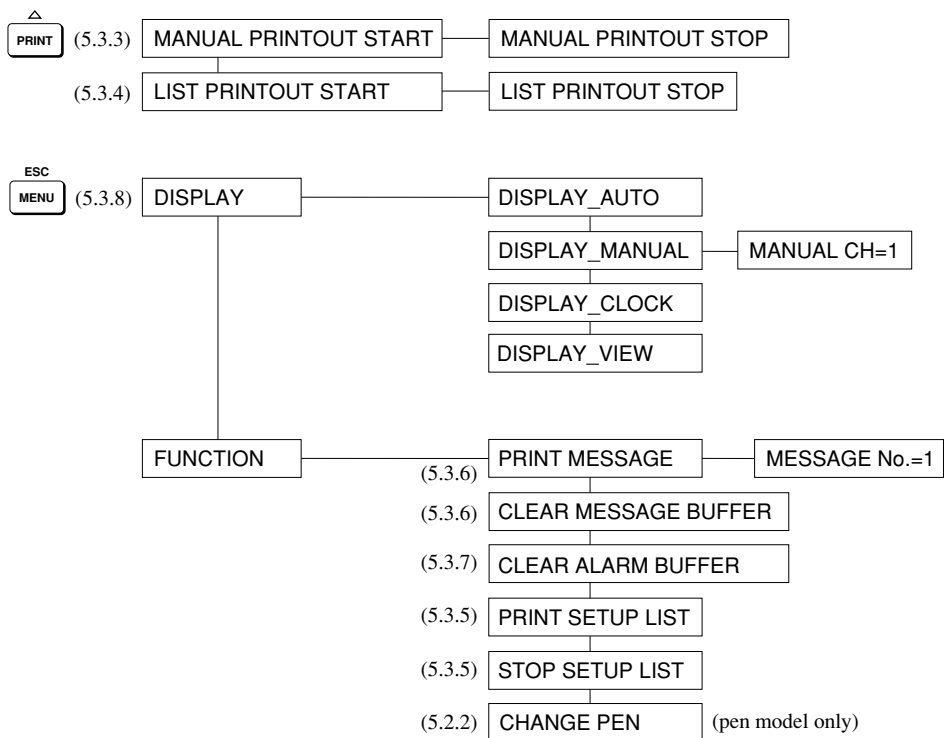 PRINT (5.3.3) MANUAL PRINTOUT START MANUAL PRINTOUT STOP
(5.3.4) LIST PRINTOUT START LIST PRINTOUT STOP
ESC
MENU (5.3.8) DISPLAY DISPLAY_AUTO
DISPLAY_MANUAL MANUAL CH=1
DISPLAY_CLOCK
DISPLAY_VIEW
FUNCTION (5.3.6) PRINT MESSAGE MESSAGE No.=1
(5.3.6) CLEAR MESSAGE BUFFER
(5.3.7) CLEAR ALARM BUFFER
(5.3.5) PRINT SETUP LIST
(5.3.5) STOP SETUP LIST
(5.2.2) CHANGE PEN (pen model only)